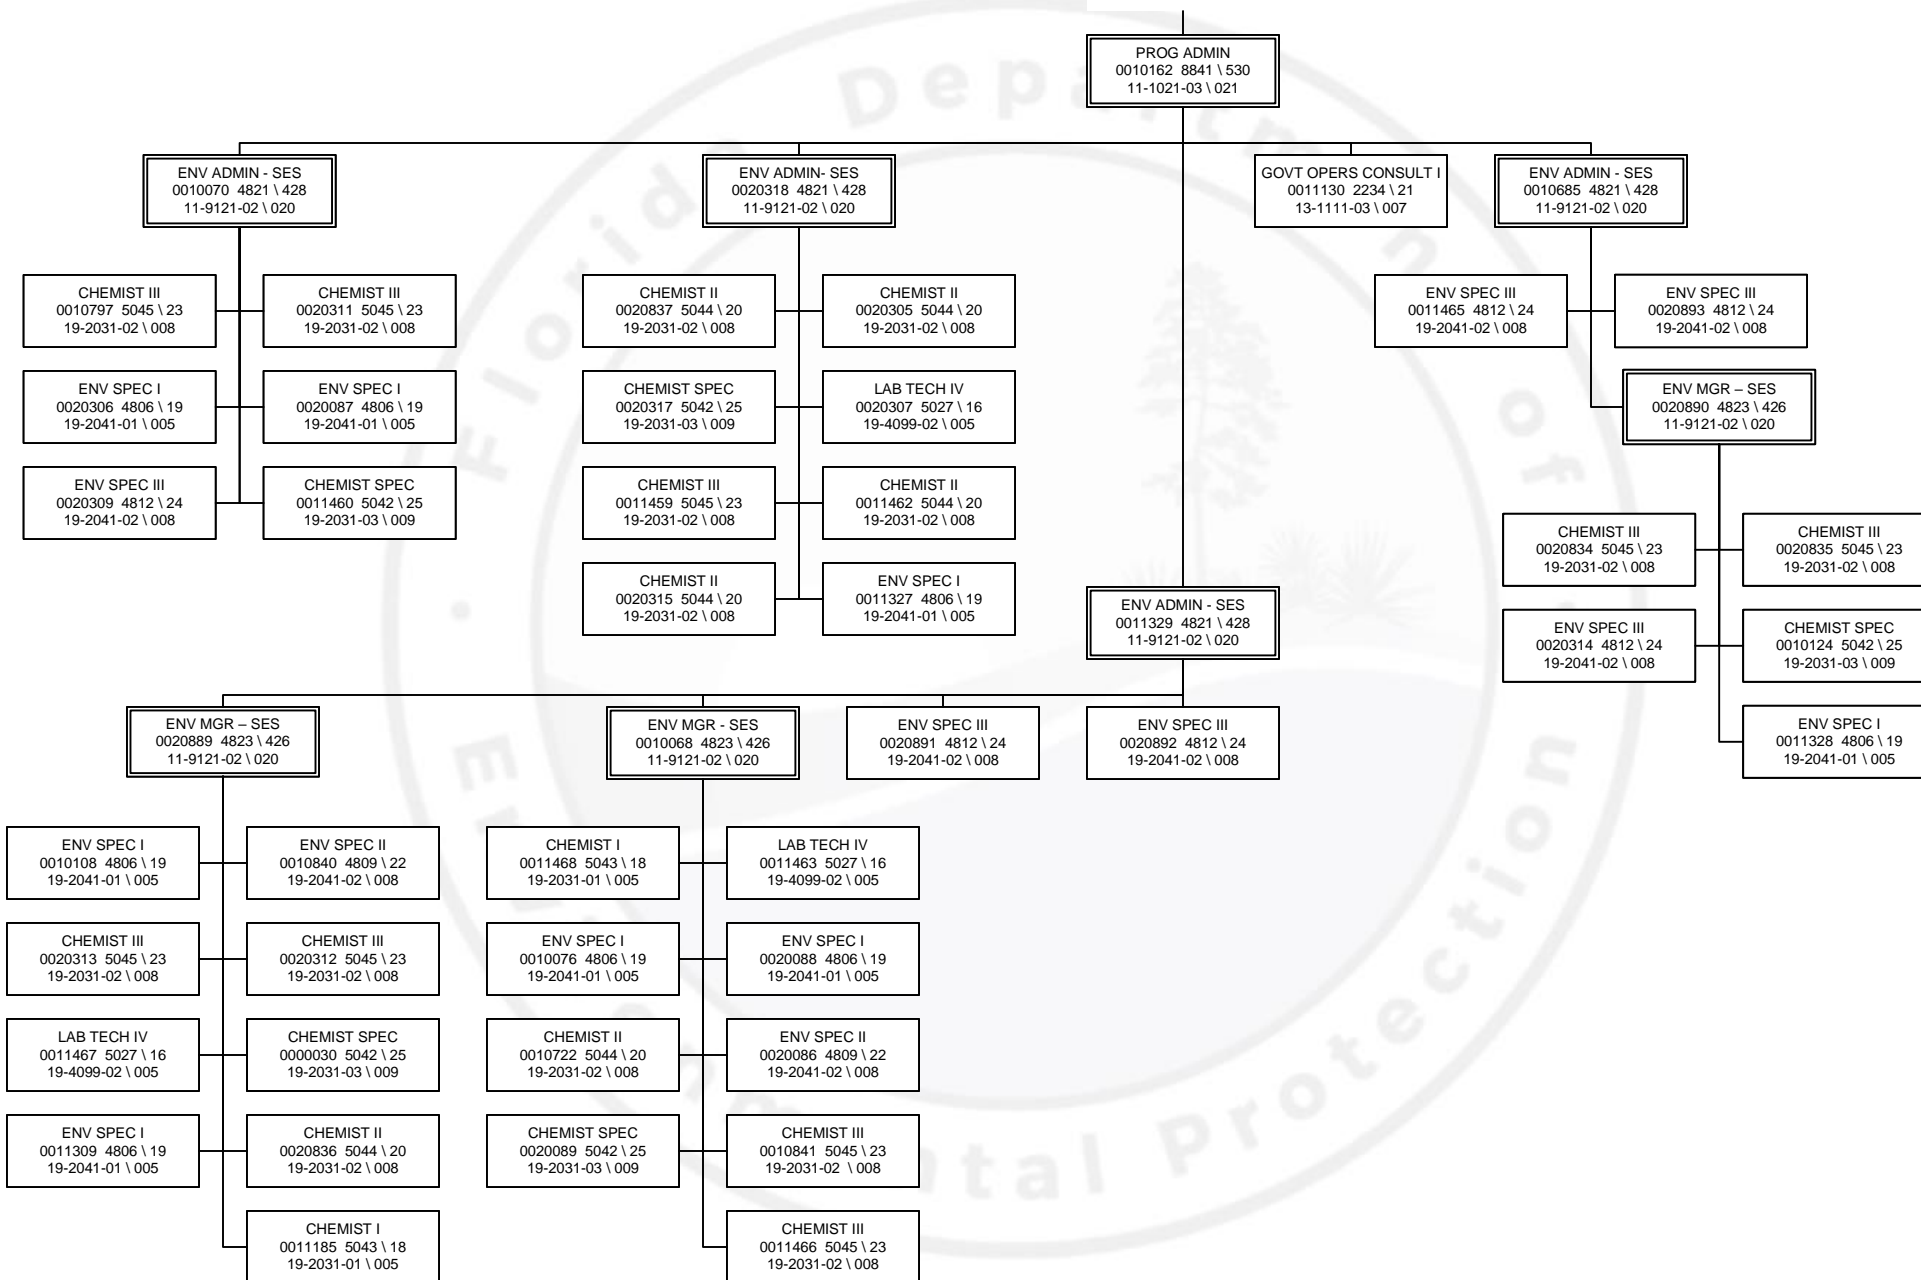 PROG ADMIN
0010162 8841 \ 530
11-1021-03 \ 021
ENV ADMIN - SES
0010070 4821 \ 428
11-9121-02 \ 020
ENV ADMIN- SES
0020318 4821 \ 428
11-9121-02 \ 020
GOVT OPERS CONSULT I
0011130 2234 \ 21
13-1111-03 \ 007
ENV ADMIN - SES
0010685 4821 \ 428
11-9121-02 \ 020
CHEMIST III
0010797 5045 \ 23
19-2031-02 \ 008
CHEMIST III
0020311 5045 \ 23
19-2031-02 \ 008
ENV SPEC I
0020306 4806 \ 19
19-2041-01 \ 005
ENV SPEC I
0020087 4806 \ 19
19-2041-01 \ 005
ENV SPEC III
0020309 4812 \ 24
19-2041-02 \ 008
CHEMIST SPEC
0011460 5042 \ 25
19-2031-03 \ 009
CHEMIST II
0020837 5044 \ 20
19-2031-02 \ 008
CHEMIST II
0020305 5044 \ 20
19-2031-02 \ 008
CHEMIST SPEC
0020317 5042 \ 25
19-2031-03 \ 009
LAB TECH IV
0020307 5027 \ 16
19-4099-02 \ 005
CHEMIST III
0011459 5045 \ 23
19-2031-02 \ 008
CHEMIST II
0011462 5044 \ 20
19-2031-02 \ 008
CHEMIST II
0020315 5044 \ 20
19-2031-02 \ 008
ENV SPEC I
0011327 4806 \ 19
19-2041-01 \ 005
ENV SPEC III
0011465 4812 \ 24
19-2041-02 \ 008
ENV SPEC III
0020893 4812 \ 24
19-2041-02 \ 008
ENV MGR – SES
0020890 4823 \ 426
11-9121-02 \ 020
CHEMIST III
0020834 5045 \ 23
19-2031-02 \ 008
CHEMIST III
0020835 5045 \ 23
19-2031-02 \ 008
ENV SPEC III
0020314 4812 \ 24
19-2041-02 \ 008
CHEMIST SPEC
0010124 5042 \ 25
19-2031-03 \ 009
ENV SPEC I
0011328 4806 \ 19
19-2041-01 \ 005
ENV ADMIN - SES
0011329 4821 \ 428
11-9121-02 \ 020
ENV MGR – SES
0020889 4823 \ 426
11-9121-02 \ 020
ENV MGR - SES
0010068 4823 \ 426
11-9121-02 \ 020
ENV SPEC III
0020891 4812 \ 24
19-2041-02 \ 008
ENV SPEC III
0020892 4812 \ 24
19-2041-02 \ 008
ENV SPEC I
0010108 4806 \ 19
19-2041-01 \ 005
ENV SPEC II
0010840 4809 \ 22
19-2041-02 \ 008
CHEMIST III
0020313 5045 \ 23
19-2031-02 \ 008
CHEMIST III
0020312 5045 \ 23
19-2031-02 \ 008
LAB TECH IV
0011467 5027 \ 16
19-4099-02 \ 005
CHEMIST SPEC
0000030 5042 \ 25
19-2031-03 \ 009
ENV SPEC I
0011309 4806 \ 19
19-2041-01 \ 005
CHEMIST II
0020836 5044 \ 20
19-2031-02 \ 008
CHEMIST I
0011185 5043 \ 18
19-2031-01 \ 005
CHEMIST I
0011468 5043 \ 18
19-2031-01 \ 005
LAB TECH IV
0011463 5027 \ 16
19-4099-02 \ 005
ENV SPEC I
0010076 4806 \ 19
19-2041-01 \ 005
ENV SPEC I
0020088 4806 \ 19
19-2041-01 \ 005
CHEMIST II
0010722 5044 \ 20
19-2031-02 \ 008
ENV SPEC II
0020086 4809 \ 22
19-2041-02 \ 008
CHEMIST SPEC
0020089 5042 \ 25
19-2031-03 \ 009
CHEMIST III
0010841 5045 \ 23
19-2031-02 \ 008
CHEMIST III
0011466 5045 \ 23
19-2031-02 \ 008
Florida Department of
Environmental Protection